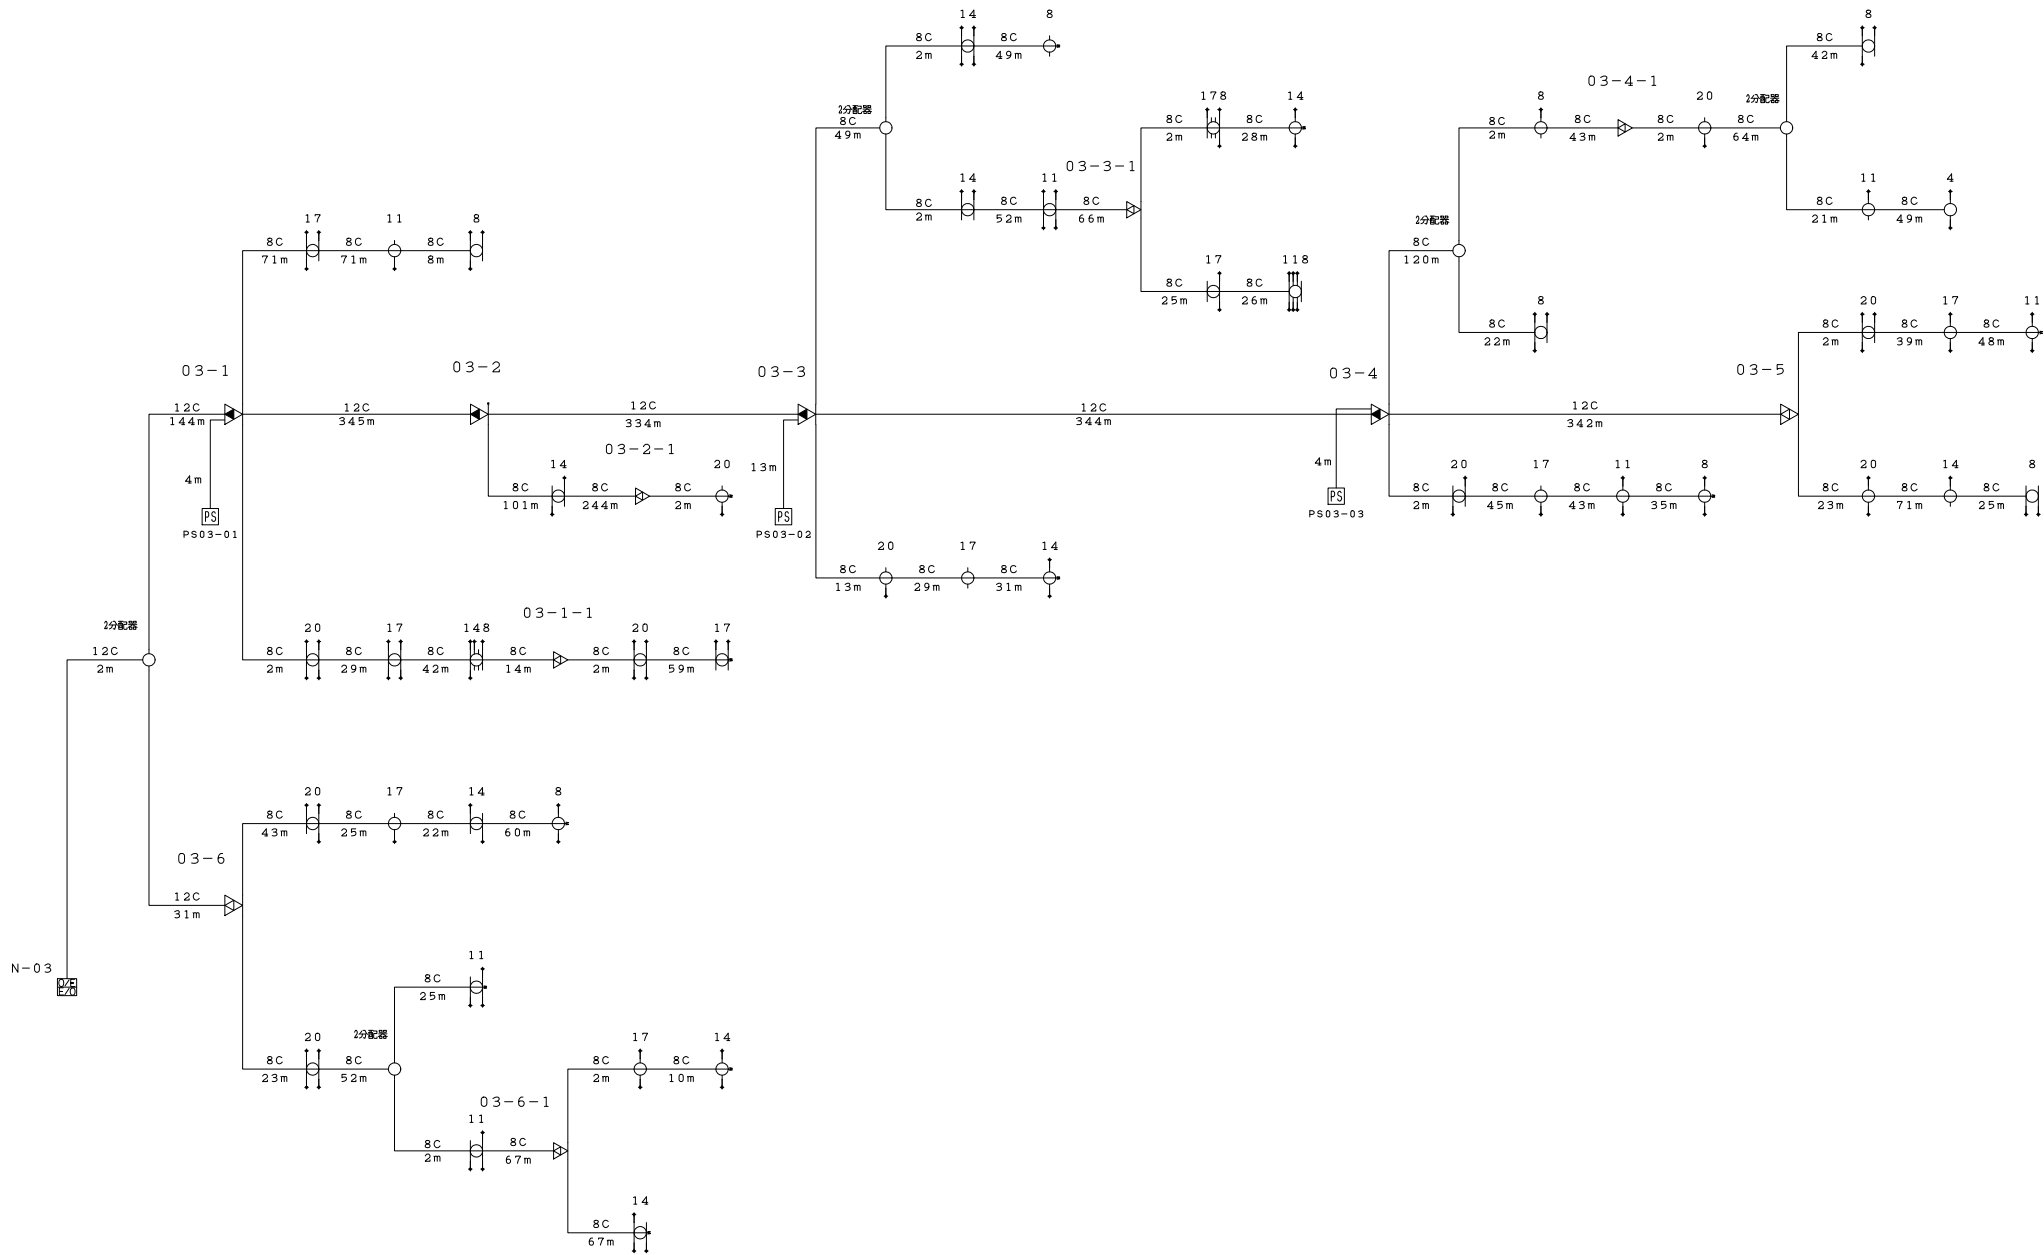 14 8
8C 8C
2m 49m
8
8C
42m
2分配器
8C
49m
178 14
8C 8C
2m 28m
03-4-1
8 20
8C 8C 8C 8C
2m 43m 2m 64m
2分配器
03-3-1
14 11
8C 8C 8C
2m 52m 66m
11 4
8C 8C
21m 49m
17 11 8
8C 8C 8C
71m 71m 8m
17 118
8C 8C
25m 26m
2分配器
8C
120m
8
8C
22m
20 17 11
8C 8C 8C
2m 39m 48m
03-1
03-2
03-3
03-4
03-5
12C
144m
12C
345m
12C
334m
12C
344m
12C
342m
4m
PS
PS03-01
03-2-1
14 20
8C 8C 8C
101m 244m 2m
13m
PS
PS03-02
4m
PS
PS03-03
20 17 11 8
8C 8C 8C 8C
2m 45m 43m 35m
20 14 8
8C 8C 8C
23m 71m 25m
20 17 14
8C 8C 8C
13m 29m 31m
2分配器
12C
2m
03-1-1
20 17 148 20 17
8C 8C 8C 8C 8C 8C
2m 29m 42m 14m 2m 59m
20 17 14 8
8C 8C 8C 8C
43m 25m 22m 60m
03-6
12C
31m
N-03
O/E
E/O
11
8C
25m
20
8C 8C
23m 52m
2分配器
17 14
8C 8C
2m 10m
03-6-1
11
8C 8C
2m 67m
14
8C
67m